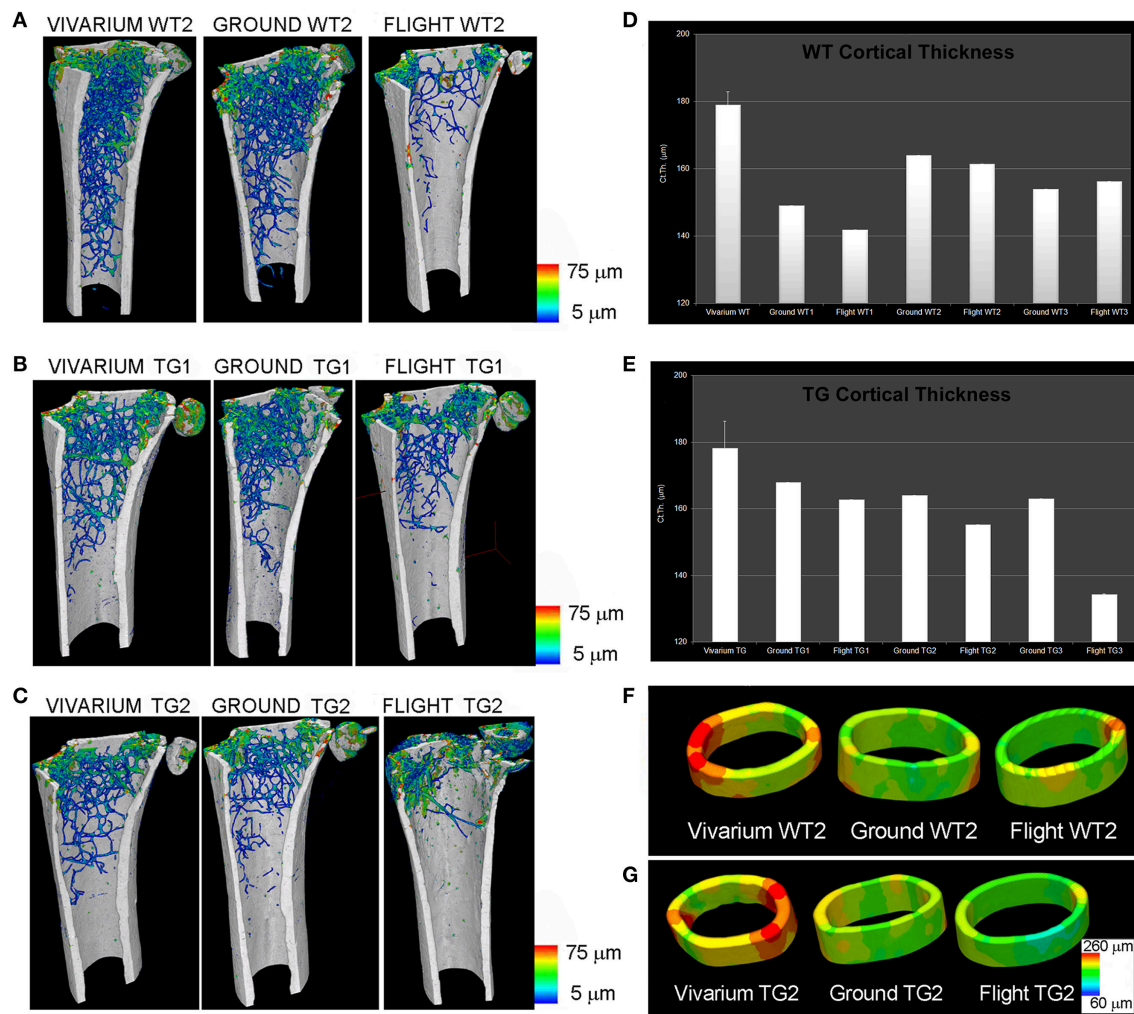 A
VIVARIUM WT2
GROUND WT2
FLIGHT WT2
75 μm
5 μm
B
VIVARIUM TG1
GROUND TG1
FLIGHT TG1
75 μm
5 μm
C
VIVARIUM TG2
GROUND TG2
FLIGHT TG2
75 μm
5 μm
D
WT Cortical Thickness
Ct.Th. (μm)
200
180
160
140
120
Vivarium WT
Ground WT1
Flight WT1
Ground WT2
Flight WT2
Ground WT3
Flight WT3
E
TG Cortical Thickness
Ct.Th. (μm)
200
180
160
140
120
Vivarium TG
Ground TG1
Flight TG1
Ground TG2
Flight TG2
Ground TG3
Flight TG3
F
Vivarium WT2
Ground WT2
Flight WT2
G
Vivarium TG2
Ground TG2
Flight TG2
260 μm
60 μm